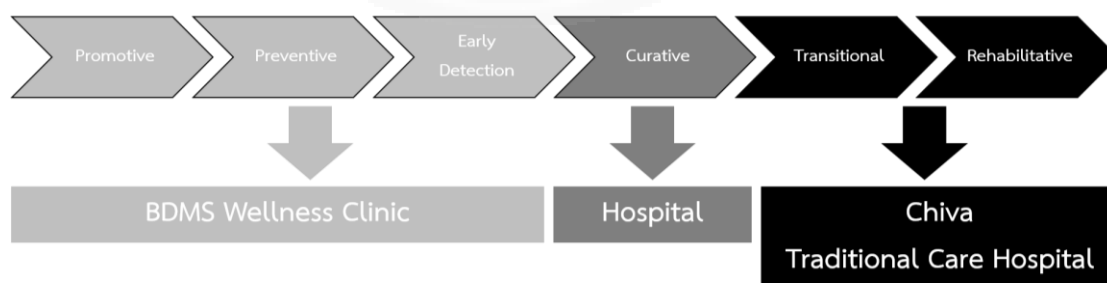 Promotive
Preventive
Early
Detection
Curative
Transitional
Rehabilitative
BDMS Wellness Clinic
Hospital
Chiva
Traditional Care Hospital